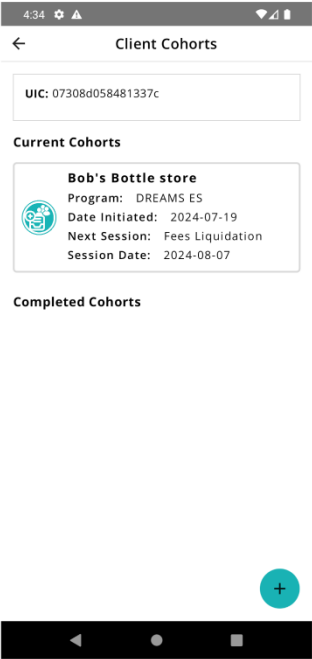 4:34
Client Cohorts
UIC: 07308d058481337c
Current Cohorts
Bob's Bottle store
Program: DREAMS ES
Date Initiated: 2024-07-19
Next Session: Fees Liquidation
Session Date: 2024-08-07
Completed Cohorts
+